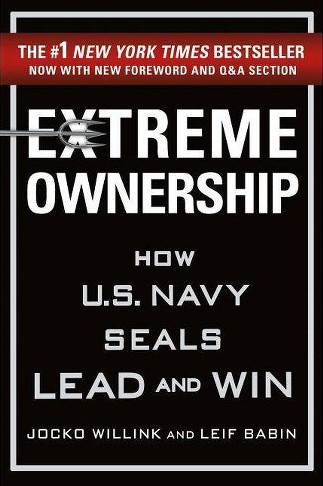 THE #1 NEW YORK TIMES BESTSELLER
NOW WITH NEW FOREWORD AND Q&A SECTION
EXTREME
OWNERSHIP
HOW
U.S. NAVY
SEALS
LEAD AND WIN
JOCKO WILLINK AND LEIF BABIN